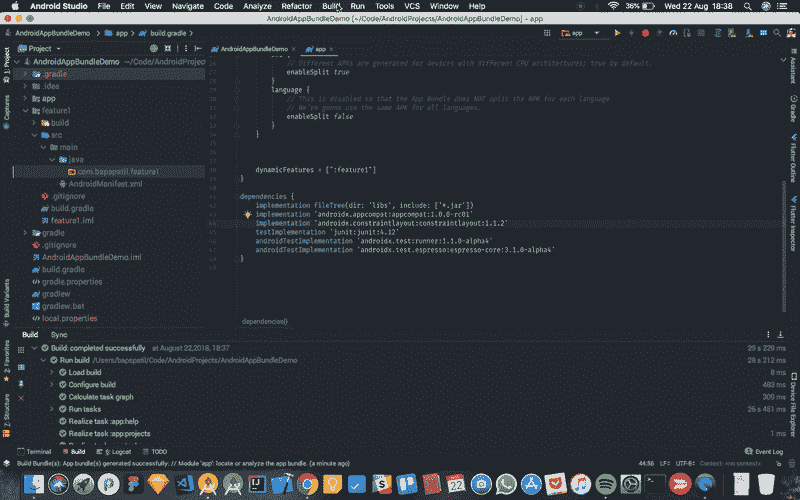 Android Studio File Edit View Navigate Code Analyze Refactor Build Run Tools VCS Window Help 36% Wed 22 Aug 18:38
AndroidAppBundleDemo [~/Code/AndroidProjects/AndroidAppBundleDemo] - app
AndroidAppBundleDemo app build.gradle app
Project AndroidAppBundleDemo app
AndroidAppBundleDemo ~/Code/AndroidProjec
.gradle
.idea
app
feature1
build
src
main
java
com.bapspatil.feature1
AndroidManifest.xml
.gitignore
build.gradle
feature1.iml
gradle
.gitignore
AndroidAppBundleDemo.iml
build.gradle
gradle.properties
gradlew
gradlew.bat
local.properties
1: Project
Captures
Build Variants
Favorites
Structure
// Different APKs are generated for devices with different CPU architectures; true by default.
enableSplit true
}
language {
// This is disabled so that the App Bundle does NOT split the APK for each language
// We're gonna use the same APK for all languages.
enableSplit false
}
}
dynamicFeatures = [":feature1"]
}
dependencies {
implementation fileTree(dir: 'libs', include: ['*.jar'])
implementation 'androidx.appcompat:appcompat:1.0.0-rc01'
implementation 'androidx.constraintlayout:constraintlayout:1.1.2'
testImplementation 'junit:junit:4.12'
androidTestImplementation 'androidx.test:runner:1.1.0-alpha4'
androidTestImplementation 'androidx.test.espresso:espresso-core:3.1.0-alpha4'
}
dependencies{}
Assistant
Gradle
Flutter Outline
Flutter Inspector
Device File Explorer
Build Sync
Build: completed successfully at August 22,2018, 18:37 29 s 229 ms
Run build /Users/bapspatil/Code/AndroidProjects/AndroidAppBundleDemo 28 s 212 ms
Load build 8 ms
Configure build 483 ms
Calculate task graph 309 ms
Run tasks 26 s 451 ms
Realize task :app:help
Realize task :app:projects 1 ms
Terminal Build 6: Logcat TODO Event Log
Build Bundle(s): App bundle(s) generated successfully: // Module 'app': locate or analyze the app bundle. (a minute ago) 44:56 LF: UTF-8: Context: <no context>